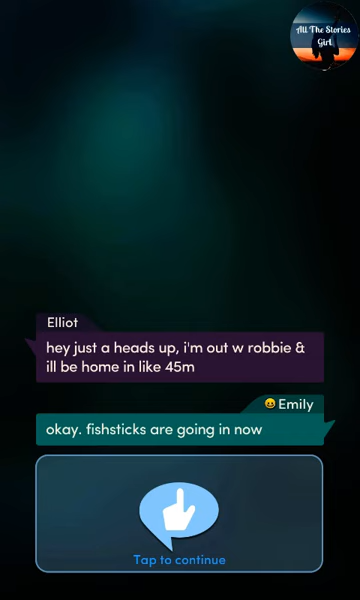 All The Stories
Girl
Elliot
hey just a heads up, i'm out w robbie &
ill be home in like 45m
😆Emily
okay. fishsticks are going in now
Tap to continue